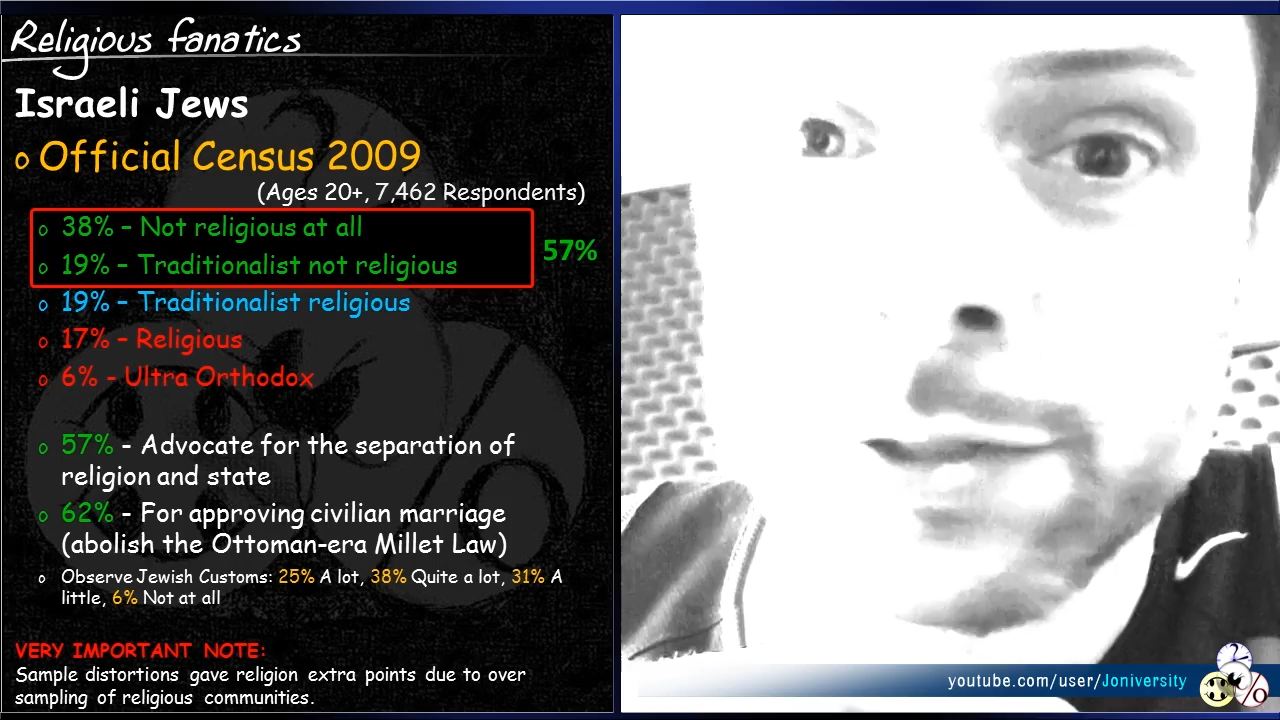 Religious fanatics
Israeli Jews
o Official Census 2009
(Ages 20+, 7,462 Respondents)
o 38% – Not religious at all
o 19% – Traditionalist not religious
57%
o 19% – Traditionalist religious
o 17% – Religious
o 6% - Ultra Orthodox
o 57% - Advocate for the separation of
religion and state
o 62% - For approving civilian marriage
(abolish the Ottoman-era Millet Law)
o Observe Jewish Customs: 25% A lot, 38% Quite a lot, 31% A
little, 6% Not at all
VERY IMPORTANT NOTE:
Sample distortions gave religion extra points due to over
sampling of religious communities.
youtube.com/user/Joniversity
?
%